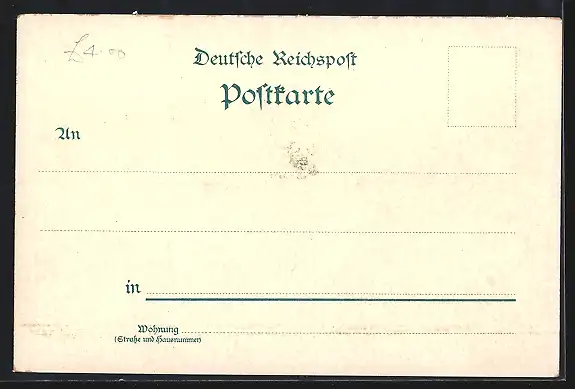 £4.00
Deutſche Reichspoſt
Poſtkarte
An
in
Wohnung
(Straße und Hausnummer)